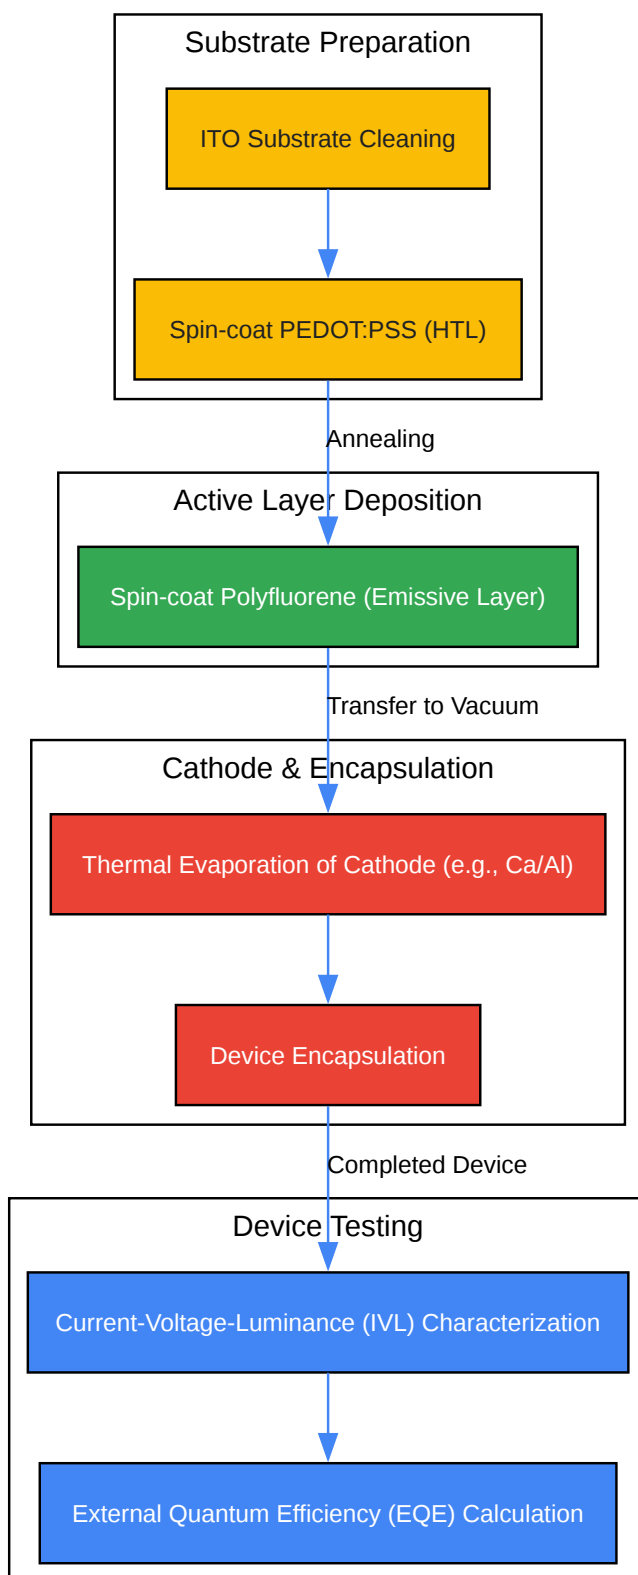 Substrate Preparation
ITO Substrate Cleaning
Spin-coat PEDOT:PSS (HTL)
Annealing
Active Layer Deposition
Spin-coat Polyfluorene (Emissive Layer)
Transfer to Vacuum
Cathode & Encapsulation
Thermal Evaporation of Cathode (e.g., Ca/Al)
Device Encapsulation
Completed Device
Device Testing
Current-Voltage-Luminance (IVL) Characterization
External Quantum Efficiency (EQE) Calculation